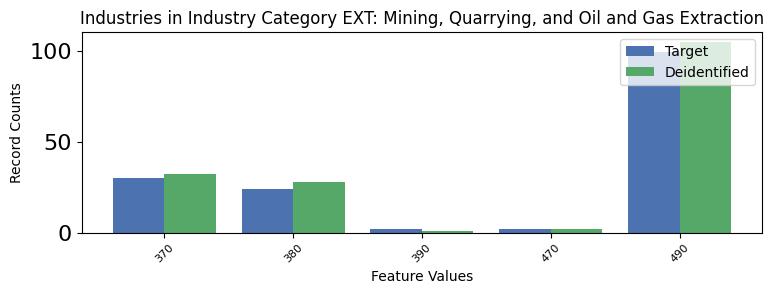 Industries in Industry Category EXT: Mining, Quarrying, and Oil and Gas Extraction
Target
Deidentified
Record Counts
100
50
0
370
380
390
470
490
Feature Values